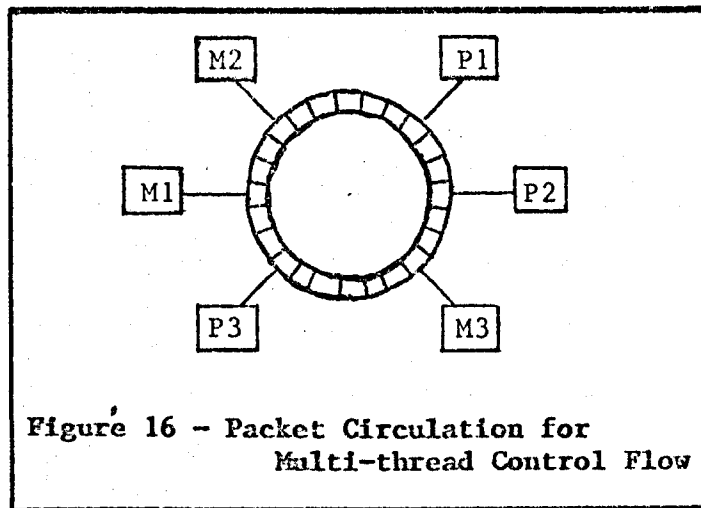 M2
P1
M1
P2
P3
M3
Figure 16 - Packet Circulation for
Multi-thread Control Flow